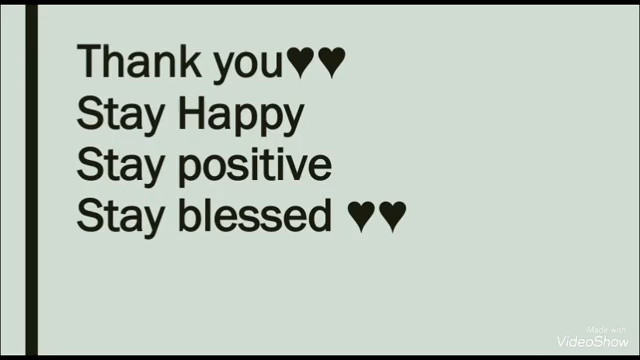 Thank you♥♥
Stay Happy
Stay positive
Stay blessed ♥♥
Made with
VideoShow